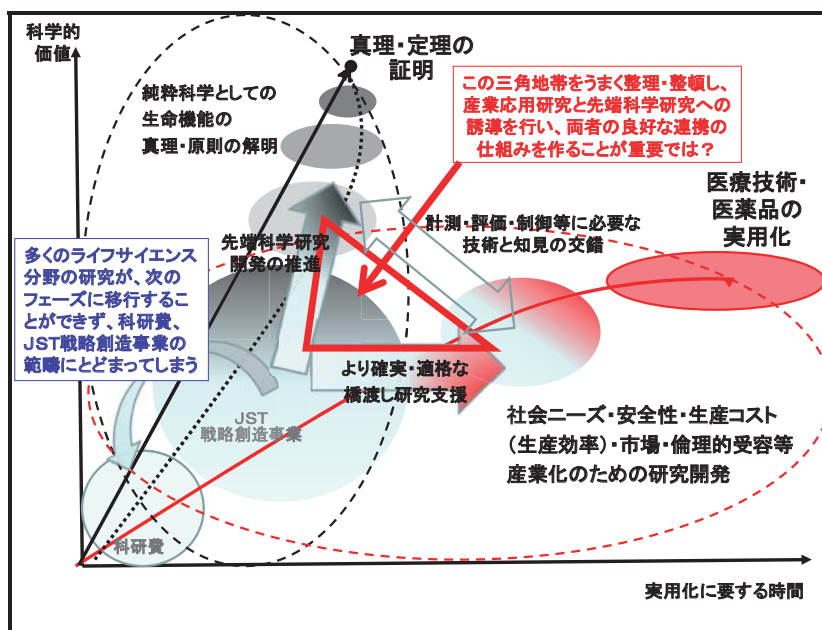 科学的
価値
真理・定理の
証明
純粋科学としての
生命機能の
真理・原則の解明
この三角地帯をうまく整理・整頓し、
産業応用研究と先端科学研究への
誘導を行い、両者の良好な連携の
仕組みを作ることが重要では？
医療技術・
医薬品の
実用化
計測・評価・制御等に必要な
技術と知見の交錯
先端科学研究
開発の推進
多くのライフサイエンス
分野の研究が、次の
フェーズに移行するこ
とができず、科研費、
JST戦略創造事業の
範疇にとどまってしまう
より確実・適格な
橋渡し研究支援
JST
戦略創造事業
社会ニーズ・安全性・生産コスト
（生産効率）・市場・倫理的受容等
産業化のための研究開発
科研費
実用化に要する時間